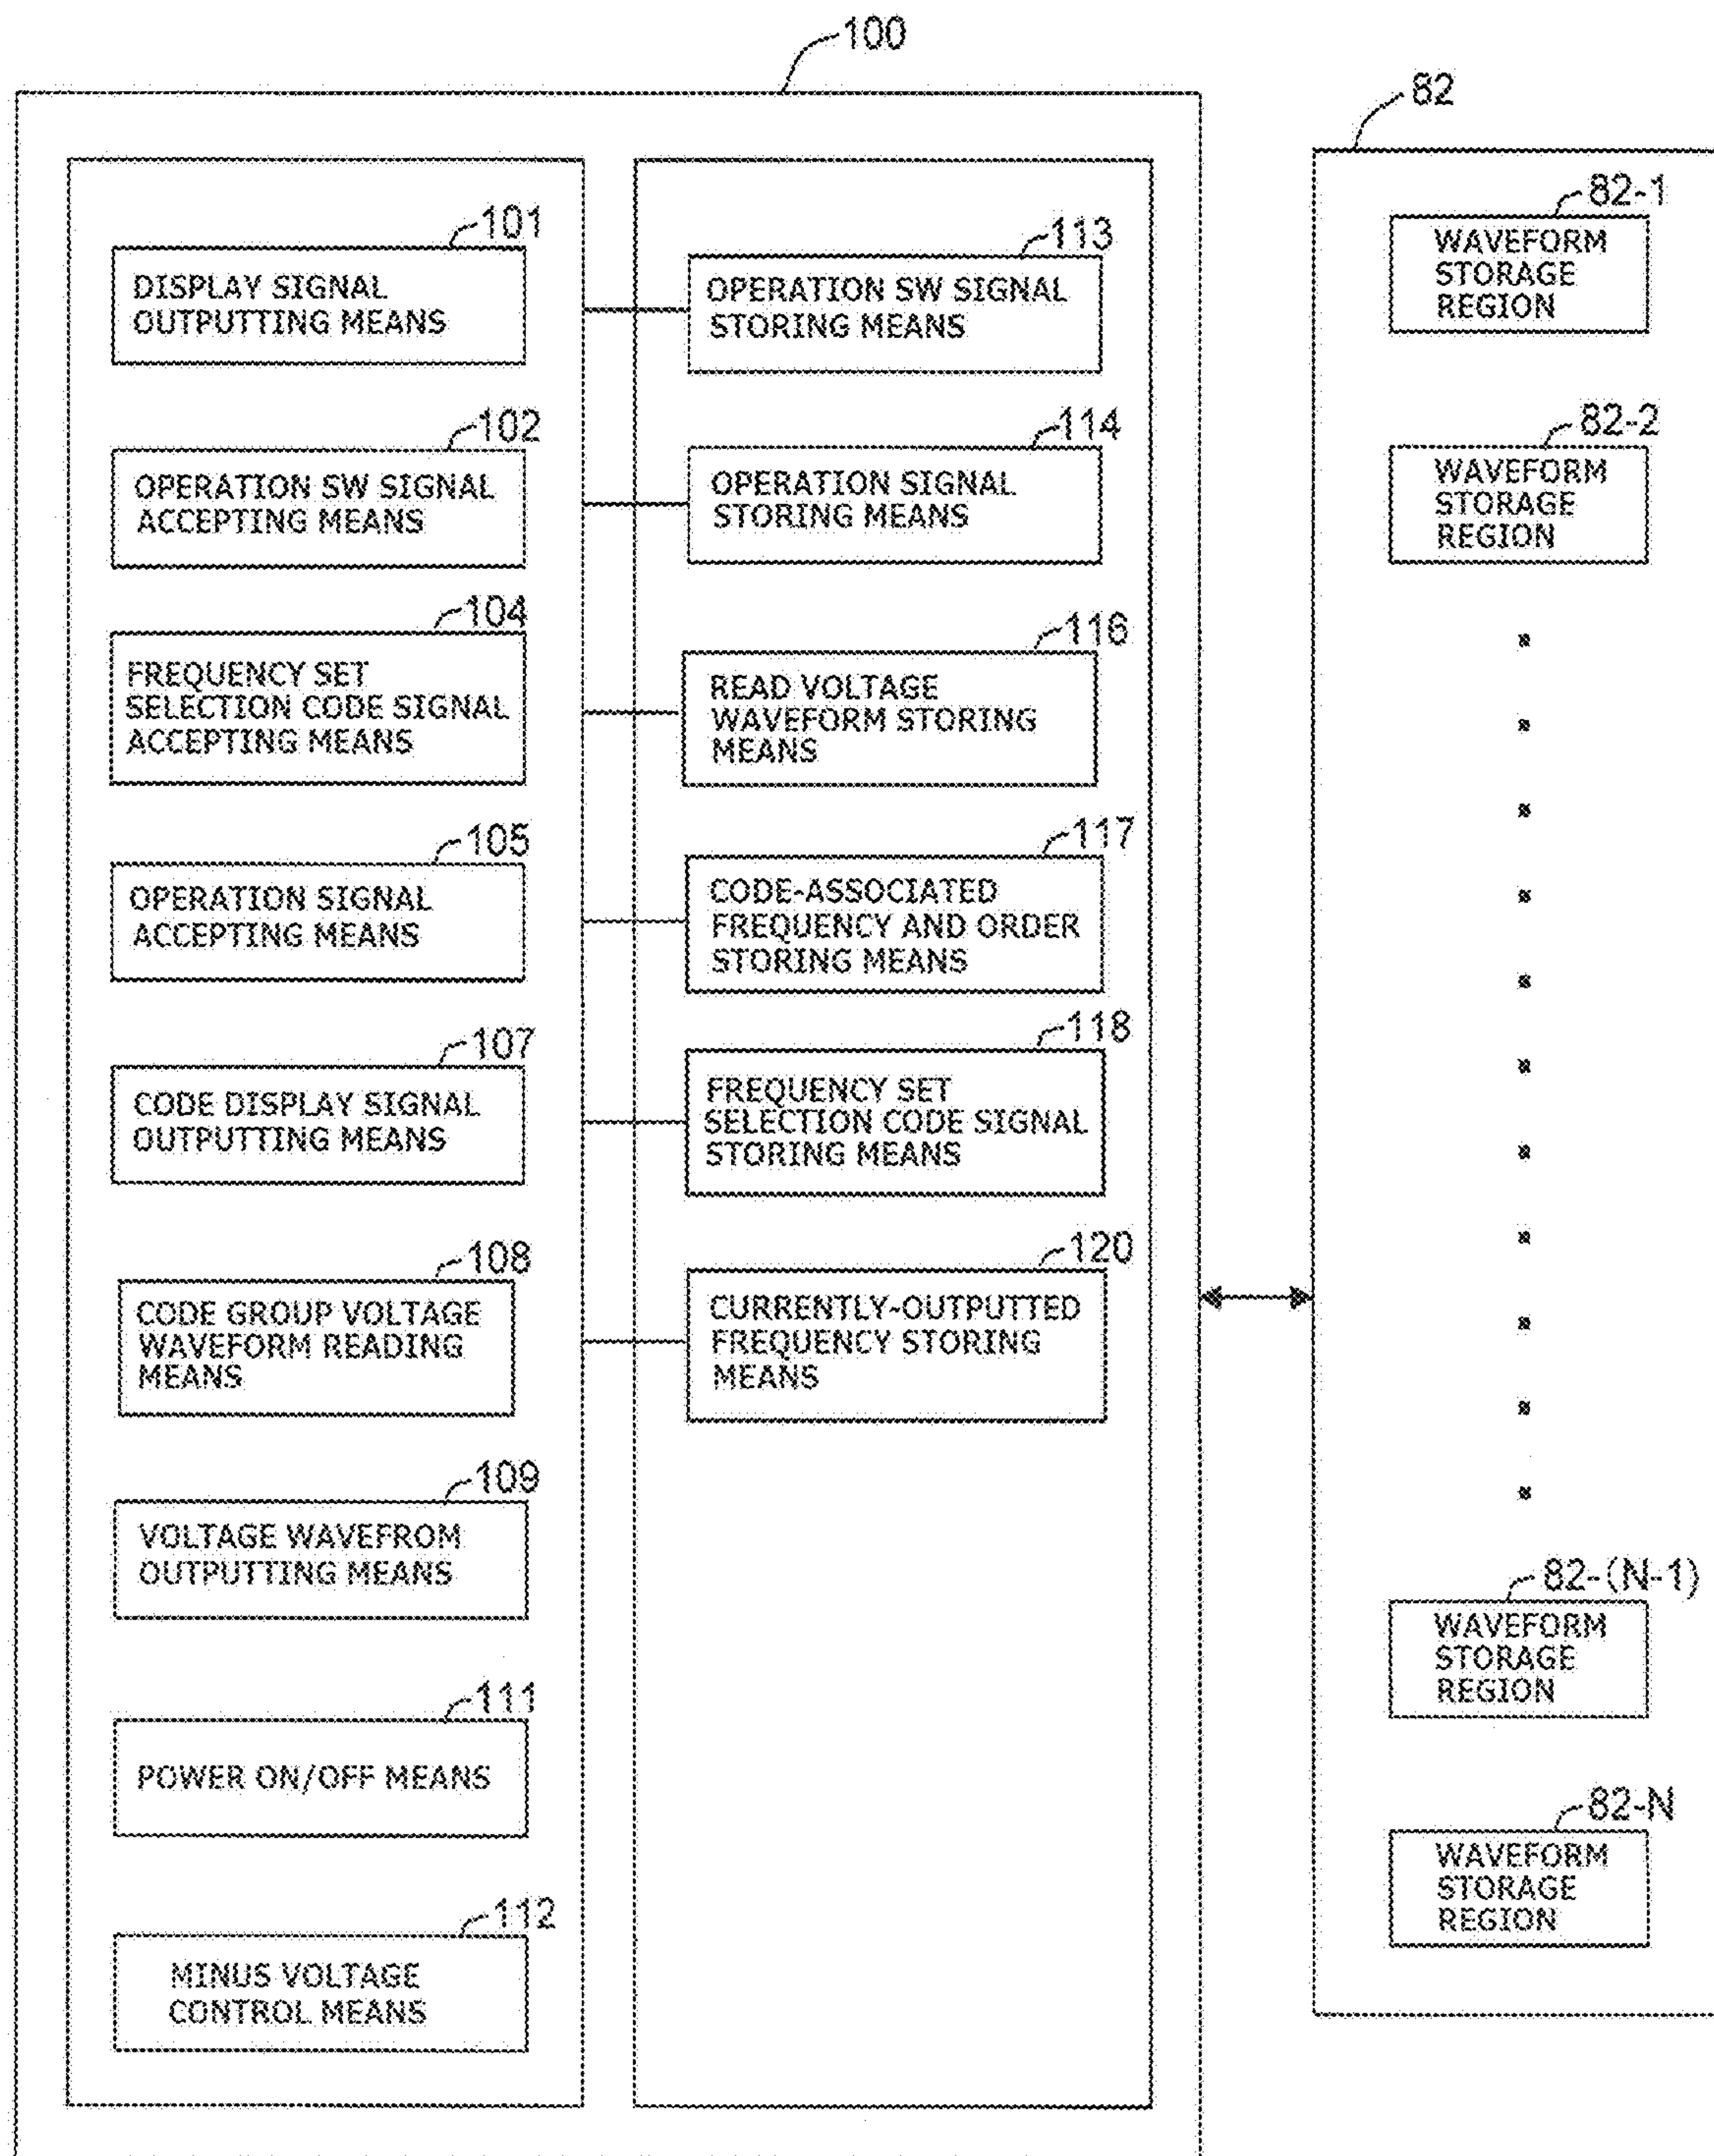 100
82
101
DISPLAY SIGNAL
OUTPUTTING MEANS
102
OPERATION SW SIGNAL
ACCEPTING MEANS
104
FREQUENCY SET
SELECTION CODE SIGNAL
ACCEPTING MEANS
105
OPERATION SIGNAL
ACCEPTING MEANS
107
CODE DISPLAY SIGNAL
OUTPUTTING MEANS
108
CODE GROUP VOLTAGE
WAVEFORM READING
MEANS
109
VOLTAGE WAVEFROM
OUTPUTTING MEANS
111
POWER ON/OFF MEANS
112
MINUS VOLTAGE
CONTROL MEANS
113
OPERATION SW SIGNAL
STORING MEANS
114
OPERATION SIGNAL
STORING MEANS
116
READ VOLTAGE
WAVEFORM STORING
MEANS
117
CODE-ASSOCIATED
FREQUENCY AND ORDER
STORING MEANS
118
FREQUENCY SET
SELECTION CODE SIGNAL
STORING MEANS
120
CURRENTLY-OUTPUTTED
FREQUENCY STORING
MEANS
82-1
WAVEFORM
STORAGE
REGION
82-2
WAVEFORM
STORAGE
REGION
82-(N-1)
WAVEFORM
STORAGE
REGION
82-N
WAVEFORM
STORAGE
REGION